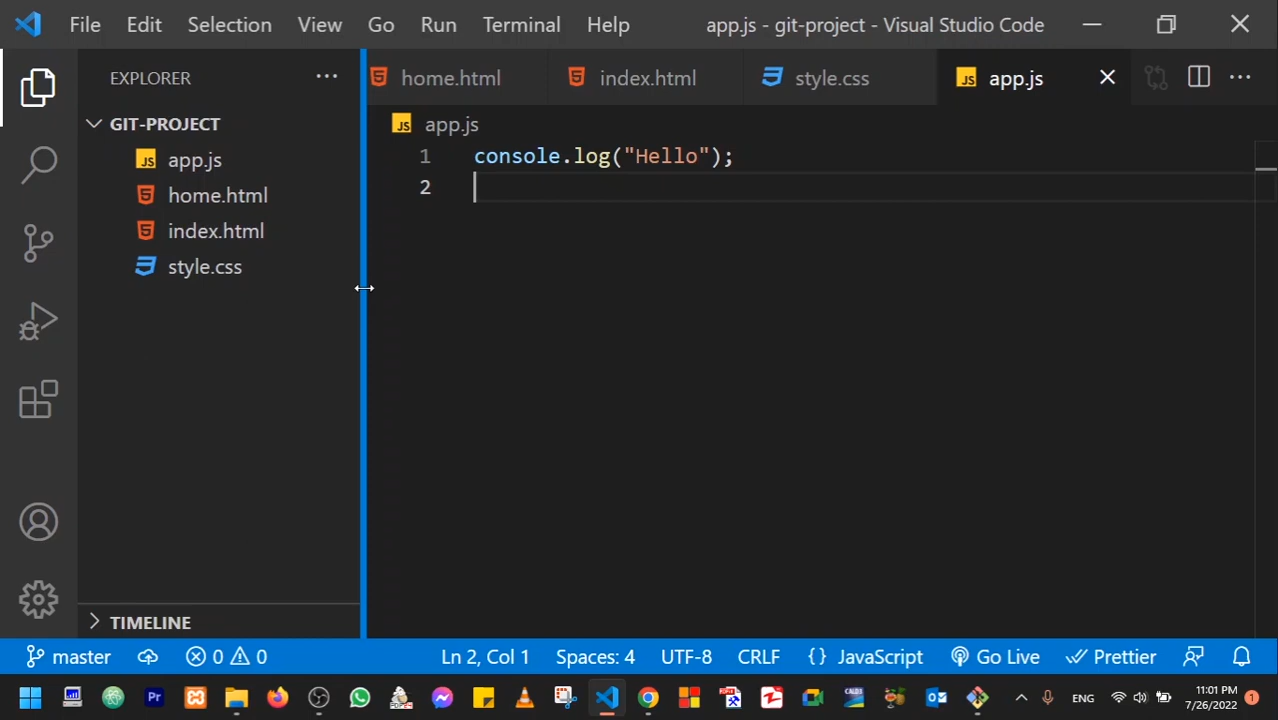 File Edit Selection View Go Run Terminal Help app.js - git-project - Visual Studio Code
EXPLORER
home.html index.html style.css app.js
GIT-PROJECT
app.js
home.html
index.html
style.css
app.js
1 console.log("Hello");
2
TIMELINE
master 0 0 Ln 2, Col 1 Spaces: 4 UTF-8 CRLF {} JavaScript Go Live Prettier
Pr ENG 11:01 PM
7/26/2022 1